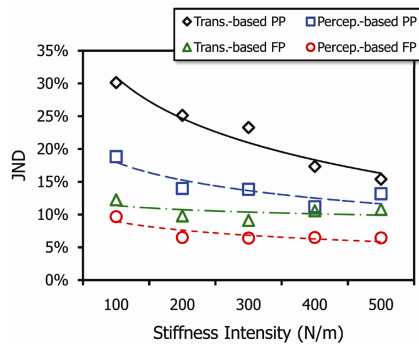 Trans.-based PP Percep.-based PP
Trans.-based FP Percep.-based FP
35%
30%
25%
20%
15%
10%
5%
0%
JND
100 200 300 400 500
Stiffness Intensity (N/m)